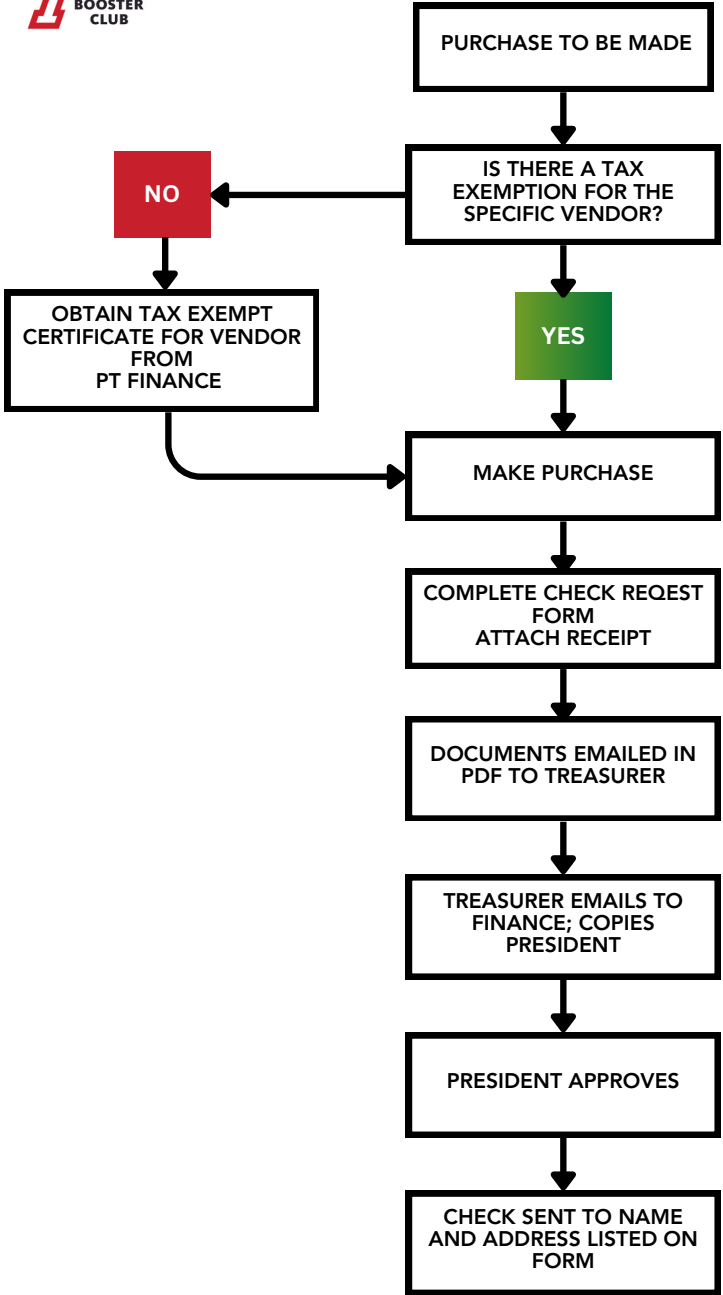 BOOSTER
CLUB
PURCHASE TO BE MADE
IS THERE A TAX
EXEMPTION FOR THE
SPECIFIC VENDOR?
NO
OBTAIN TAX EXEMPT
CERTIFICATE FOR VENDOR
FROM
PT FINANCE
YES
MAKE PURCHASE
COMPLETE CHECK REQEST
FORM
ATTACH RECEIPT
DOCUMENTS EMAILED IN
PDF TO TREASURER
TREASURER EMAILS TO
FINANCE; COPIES
PRESIDENT
PRESIDENT APPROVES
CHECK SENT TO NAME
AND ADDRESS LISTED ON
FORM